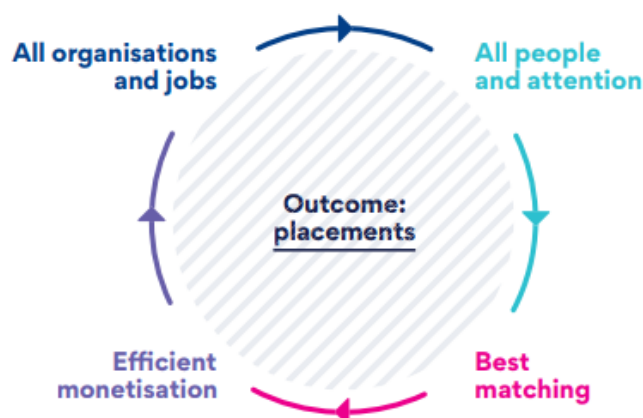 All organisations
and jobs
All people
and attention
Outcome:
placements
Efficient
monetisation
Best
matching